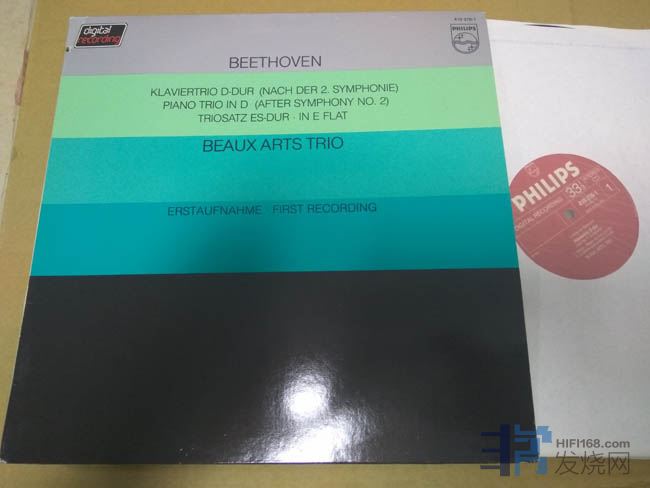 digital
recording
PHILIPS
BEETHOVEN
KLAVIERTRIO D-DUR (NACH DER 2. SYMPHONIE)
PIANO TRIO IN D (AFTER SYMPHONY NO. 2)
TRIOSATZ ES-DUR · IN E FLAT
BEAUX ARTS TRIO
ERSTAUFNAHME FIRST RECORDING
PHILIPS
DIGITAL RECORDING
33
1
HIFI168.com
发烧网